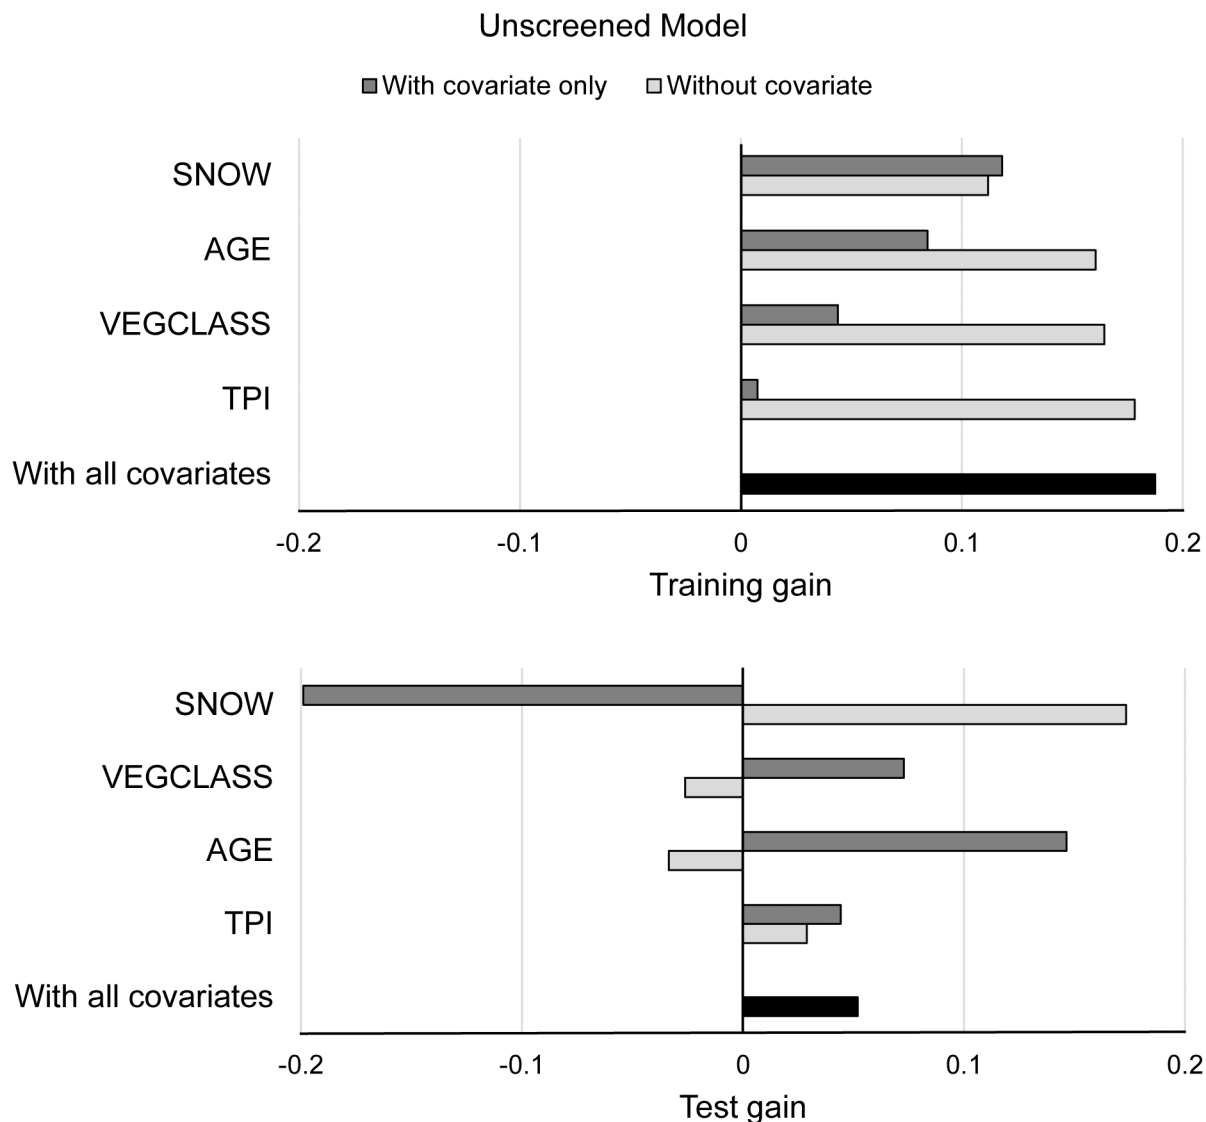 Unscreened Model
With covariate only Without covariate
SNOW
AGE
VEGCLASS
TPI
With all covariates
-0.2 -0.1 0 0.1 0.2
Training gain
SNOW
VEGCLASS
AGE
TPI
With all covariates
-0.2 -0.1 0 0.1 0.2
Test gain